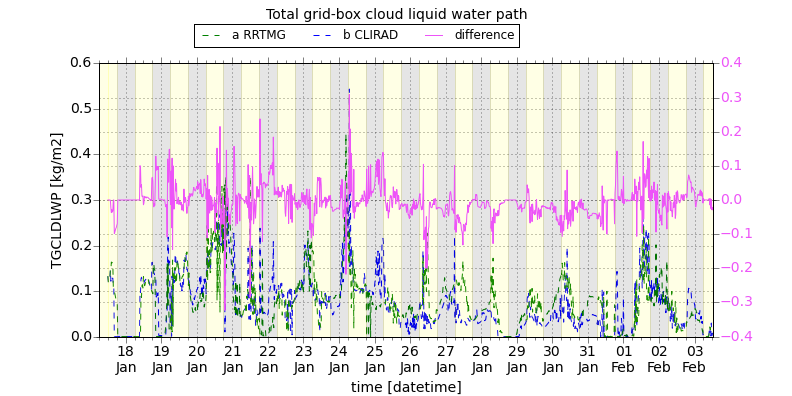 Total grid-box cloud liquid water path
a RRTMG b CLIRAD difference
0.6 0.4
0.5 0.3
0.4 0.2
0.3 0.1
0.2 0.0
0.1 −0.1
0.0 −0.2
−0.3
−0.4
TGCLDLWP [kg/m2]
18 19 20 21 22 23 24 25 26 27 28 29 30 31 01 02 03
Jan Jan Jan Jan Jan Jan Jan Jan Jan Jan Jan Jan Jan Jan Feb Feb Feb
time [datetime]